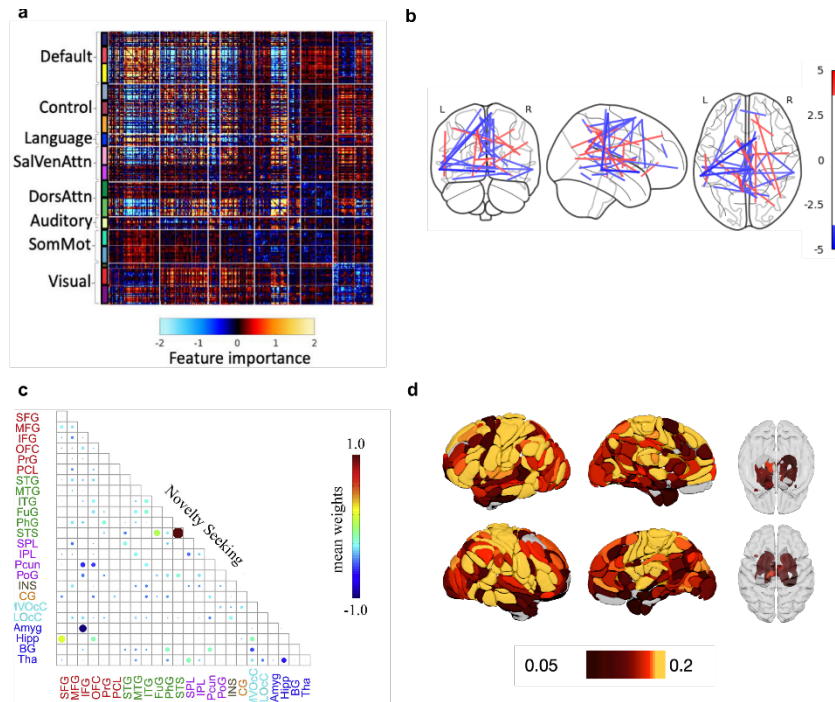 a
Default
Control
Language
SalVenAttn
DorsAttn
Auditory
SomMot
Visual
-2 -1 0 1 2
Feature importance
b
L R L R
5
2.5
0
-2.5
-5
c
SFG
MFG
IFG
OFC
PrG
PCL
STG
MTG
ITG
FuG
PhG
STS
SPL
IPL
Pcun
PoG
INS
CG
MVOcC
LOcC
Amyg
Hipp
BG
Tha
Novelty Seeking
1.0
mean weights
-1.0
SFG MFG IFG OFC PrG PCL STG MTG ITG FuG PhG STS SPL IPL Pcun PoG INS CG MVOcC LOcC Amyg Hipp BG Tha
d
0.05 0.2